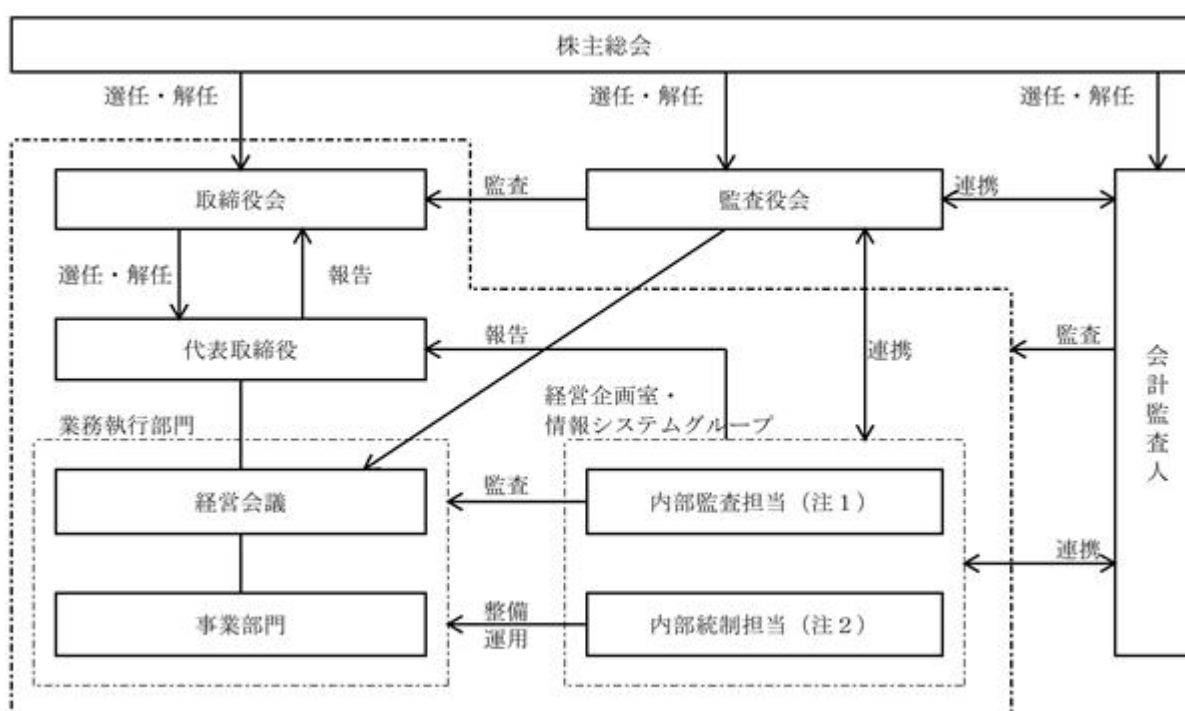 株主総会
選任・解任
選任・解任
選任・解任
取締役会
監査
監査役会
連携
選任・解任
報告
代表取締役
報告
連携
監査
会計監査人
業務執行部門
経営企画室・
情報システムグループ
経営会議
監査
内部監査担当（注１）
連携
事業部門
整備
運用
内部統制担当（注２）